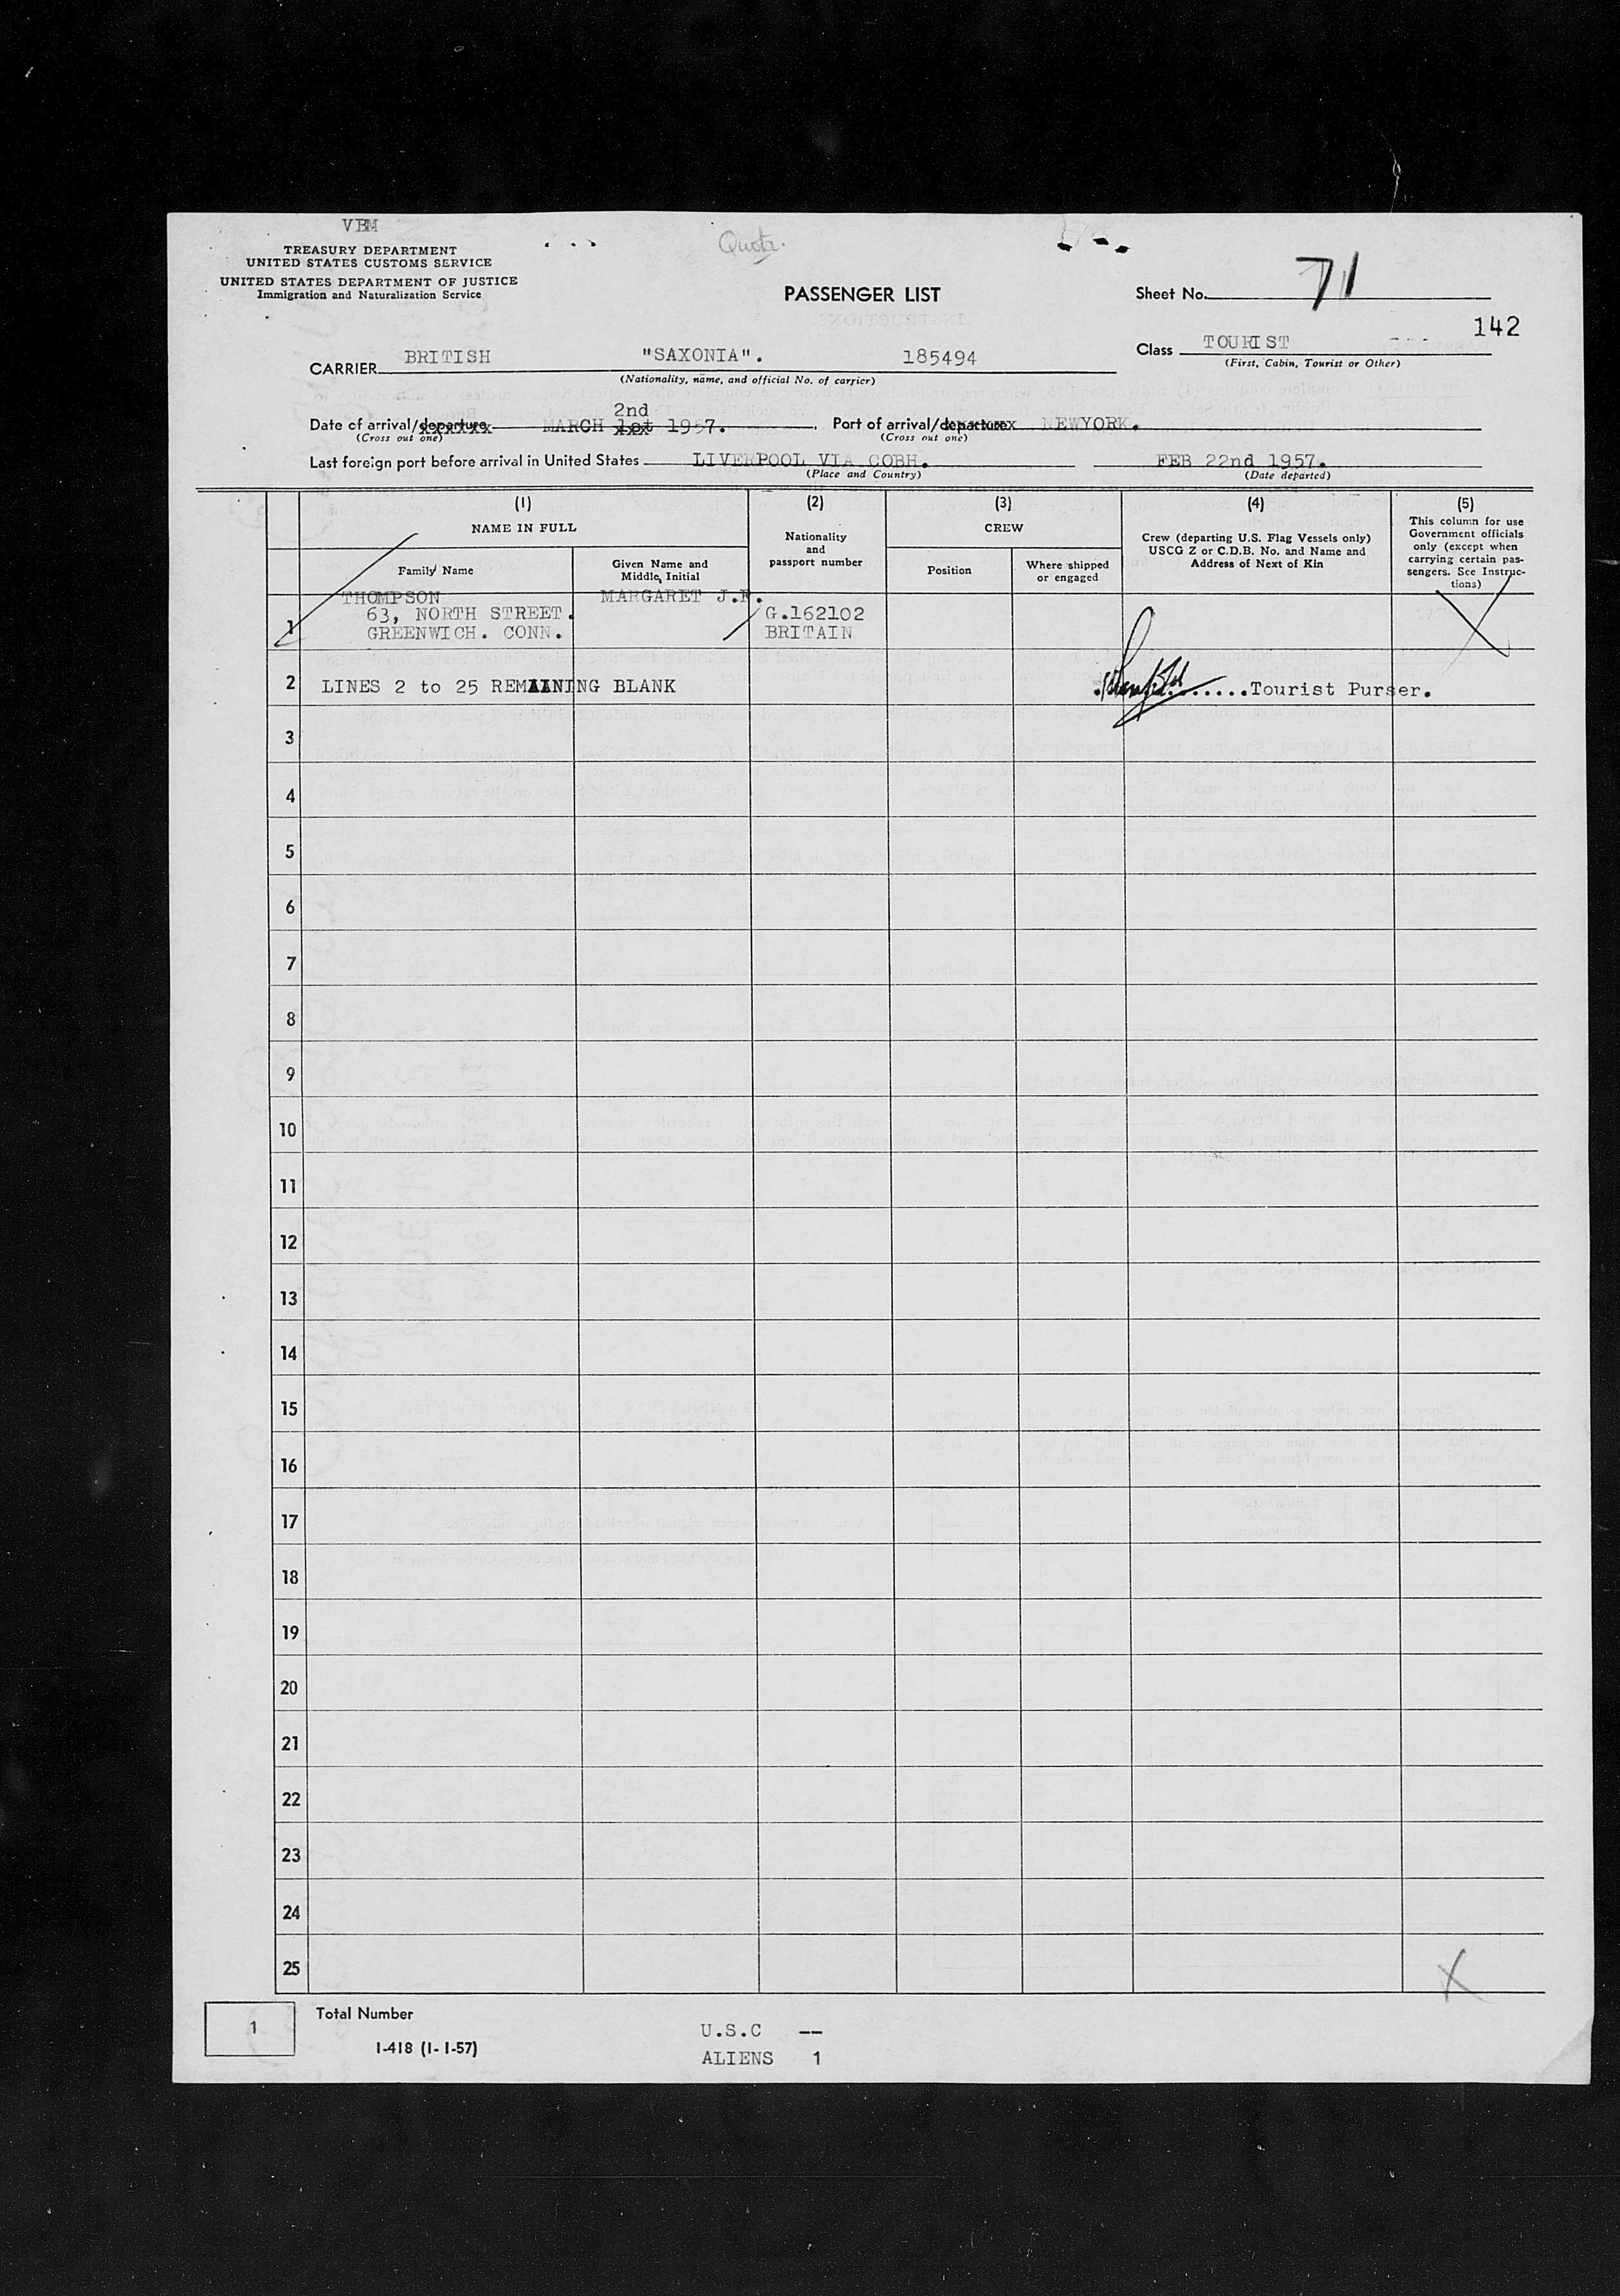 VBM
TREASURY DEPARTMENT
UNITED STATES CUSTOMS SERVICE
UNITED STATES DEPARTMENT OF JUSTICE
Immigration and Naturalization Service
Quota.
PASSENGER LIST
Sheet No. 71
142
Class TOURIST
(First, Cabin, Tourist or Other)
CARRIER BRITISH "SAXONIA". 185494
(Nationality, name, and official No. of carrier)
2nd
Date of arrival/departure MARCH 1st 1957. Port of arrival/departure NEWYORK.
(Cross out one) (Cross out one)
Last foreign port before arrival in United States LIVERPOOL VIA COBH. FEB 22nd 1957.
(Place and Country) (Date departed)
(1) NAME IN FULL
Family Name
Given Name and Middle Initial
(2) Nationality and passport number
(3) CREW
Position
Where shipped or engaged
(4) Crew (departing U.S. Flag Vessels only) USCG Z or C.D.B. No. and Name and Address of Next of Kin
(5) This column for use Government officials only (except when carrying certain passengers. See Instructions)
THOMPSON MARGARET J.
1 63, NORTH STREET. G.162102
GREENWICH. CONN. BRITAIN
2 LINES 2 to 25 REMAINING BLANK .......Tourist Purser.
3
4
5
6
7
8
9
10
11
12
13
14
15
16
17
18
19
20
21
22
23
24
25
X
1 Total Number
I-418 (1-1-57)
U.S.C --
ALIENS 1